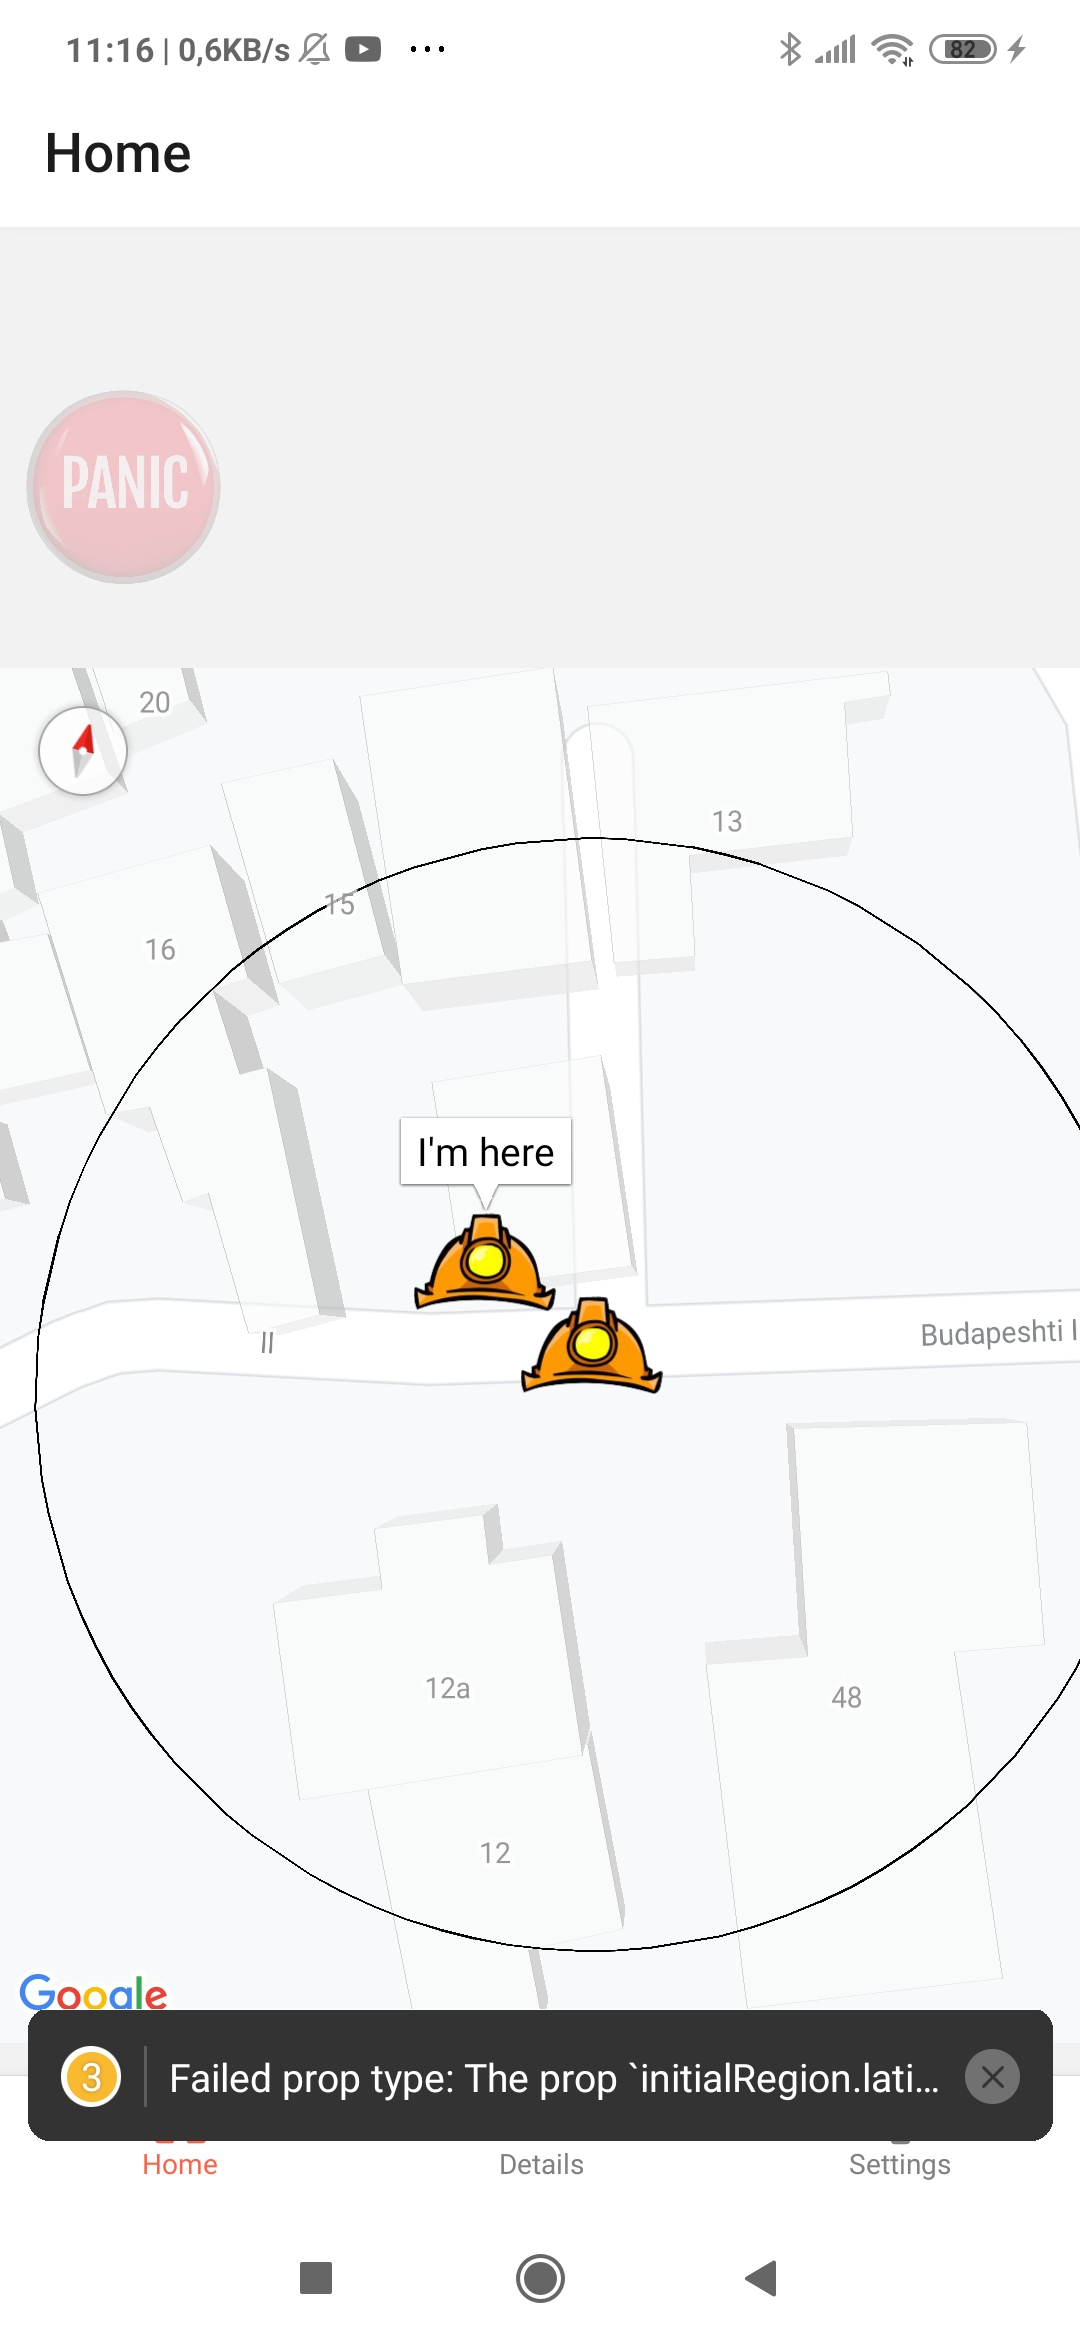 11:16 | 0,6KB/s
82
Home
PANIC
20
13
15
16
I'm here
II
Budapeshti I
12a
48
12
Google
3 Failed prop type: The prop `initialRegion.lati...
Home Details Settings